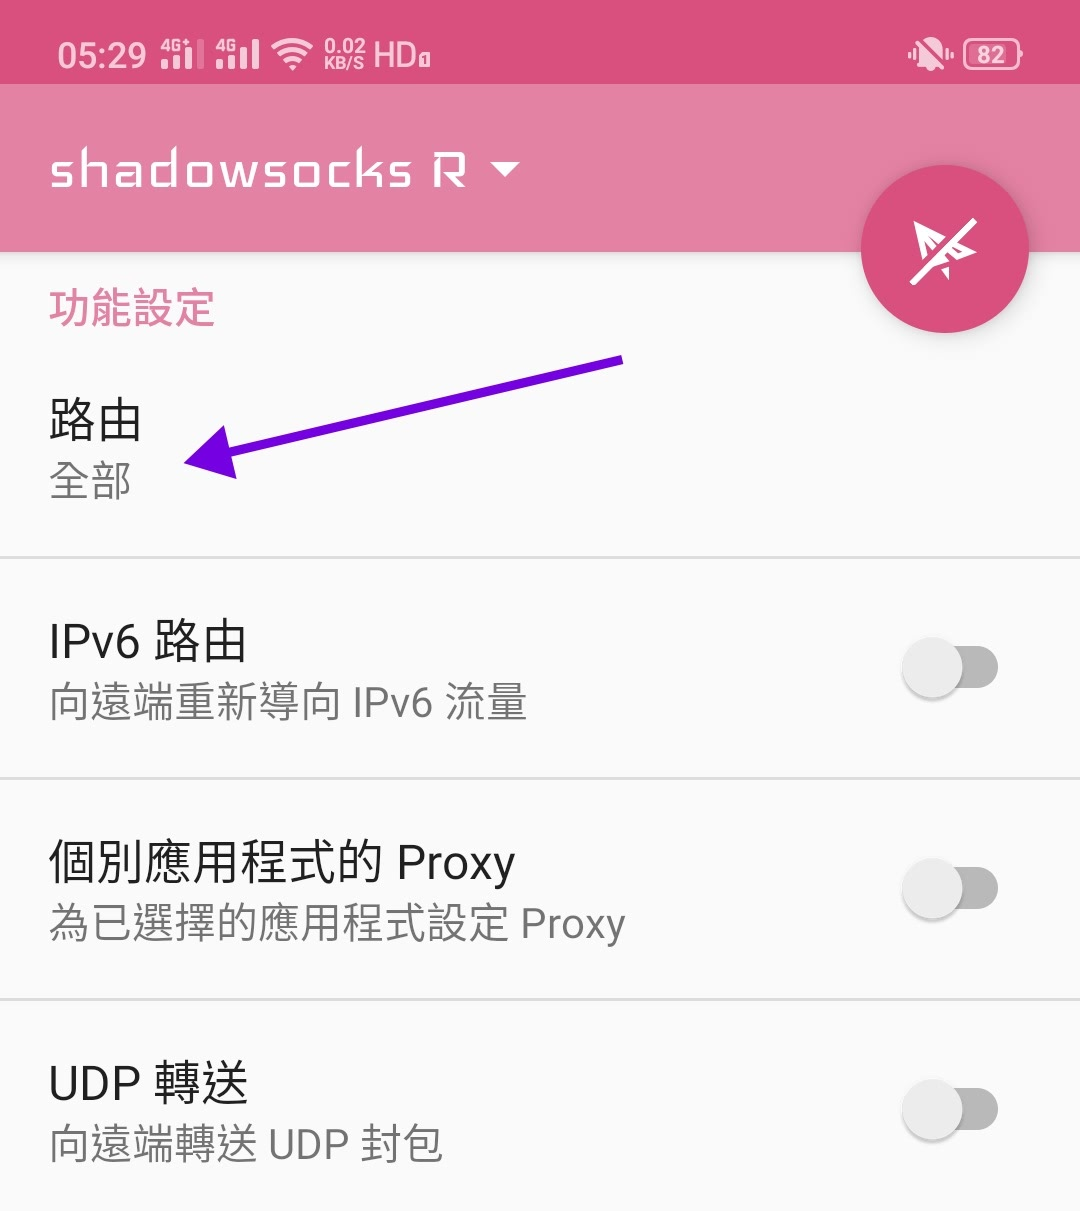 05:29 4G+ 4G 0.02 KB/S HD1 82
shadowsocks R
功能設定
路由
全部
IPv6 路由
向遠端重新導向 IPv6 流量
個別應用程式的 Proxy
為已選擇的應用程式設定 Proxy
UDP 轉送
向遠端轉送 UDP 封包